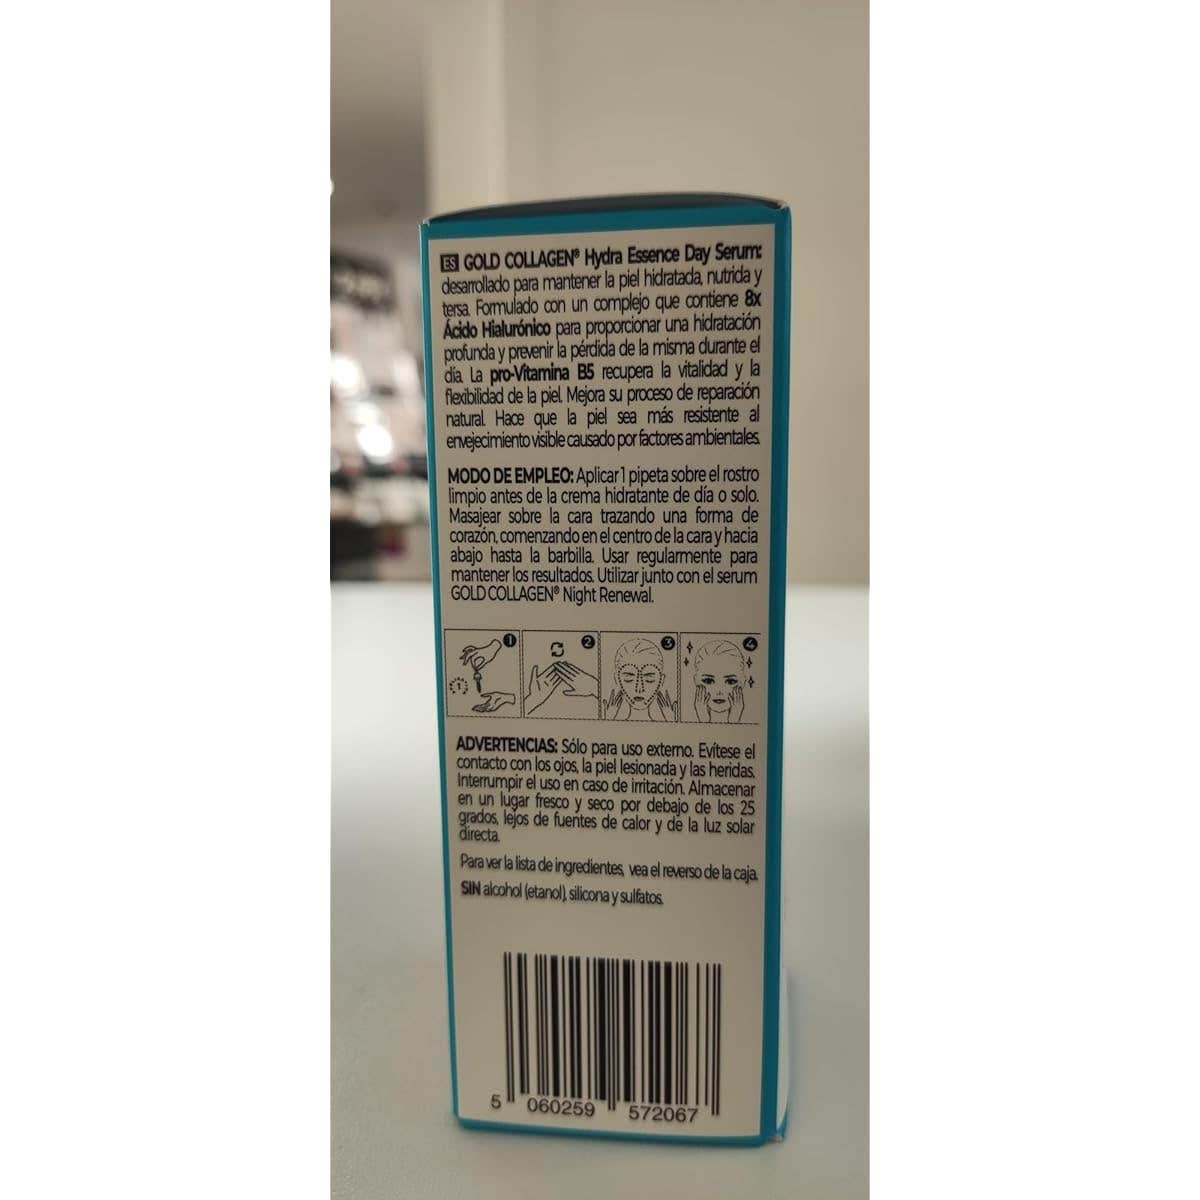 ES GOLD COLLAGEN® Hydra Essence Day Serum:
desarrollado para mantener la piel hidratada, nutrida y
tersa. Formulado con un complejo que contiene 8x
Ácido Hialurónico para proporcionar una hidratación
profunda y prevenir la pérdida de la misma durante el
día. La pro-Vitamina B5 recupera la vitalidad y la
flexibilidad de la piel. Mejora su proceso de reparación
natural. Hace que la piel sea más resistente al
envejecimiento visible causado por factores ambientales.
MODO DE EMPLEO: Aplicar 1 pipeta sobre el rostro
limpio antes de la crema hidratante de día o solo.
Masajear sobre la cara trazando una forma de
corazón, comenzando en el centro de la cara y hacia
abajo hasta la barbilla. Usar regularmente para
mantener los resultados. Utilizar junto con el serum
GOLD COLLAGEN® Night Renewal.
1 2 3 4
1
ADVERTENCIAS: Sólo para uso externo. Evítese el
contacto con los ojos, la piel lesionada y las heridas.
Interrumpir el uso en caso de irritación. Almacenar
en un lugar fresco y seco por debajo de los 25
grados, lejos de fuentes de calor y de la luz solar
directa.
Para ver la lista de ingredientes, vea el reverso de la caja.
SIN alcohol (etanol), silicona y sulfatos.
5 060259 572067